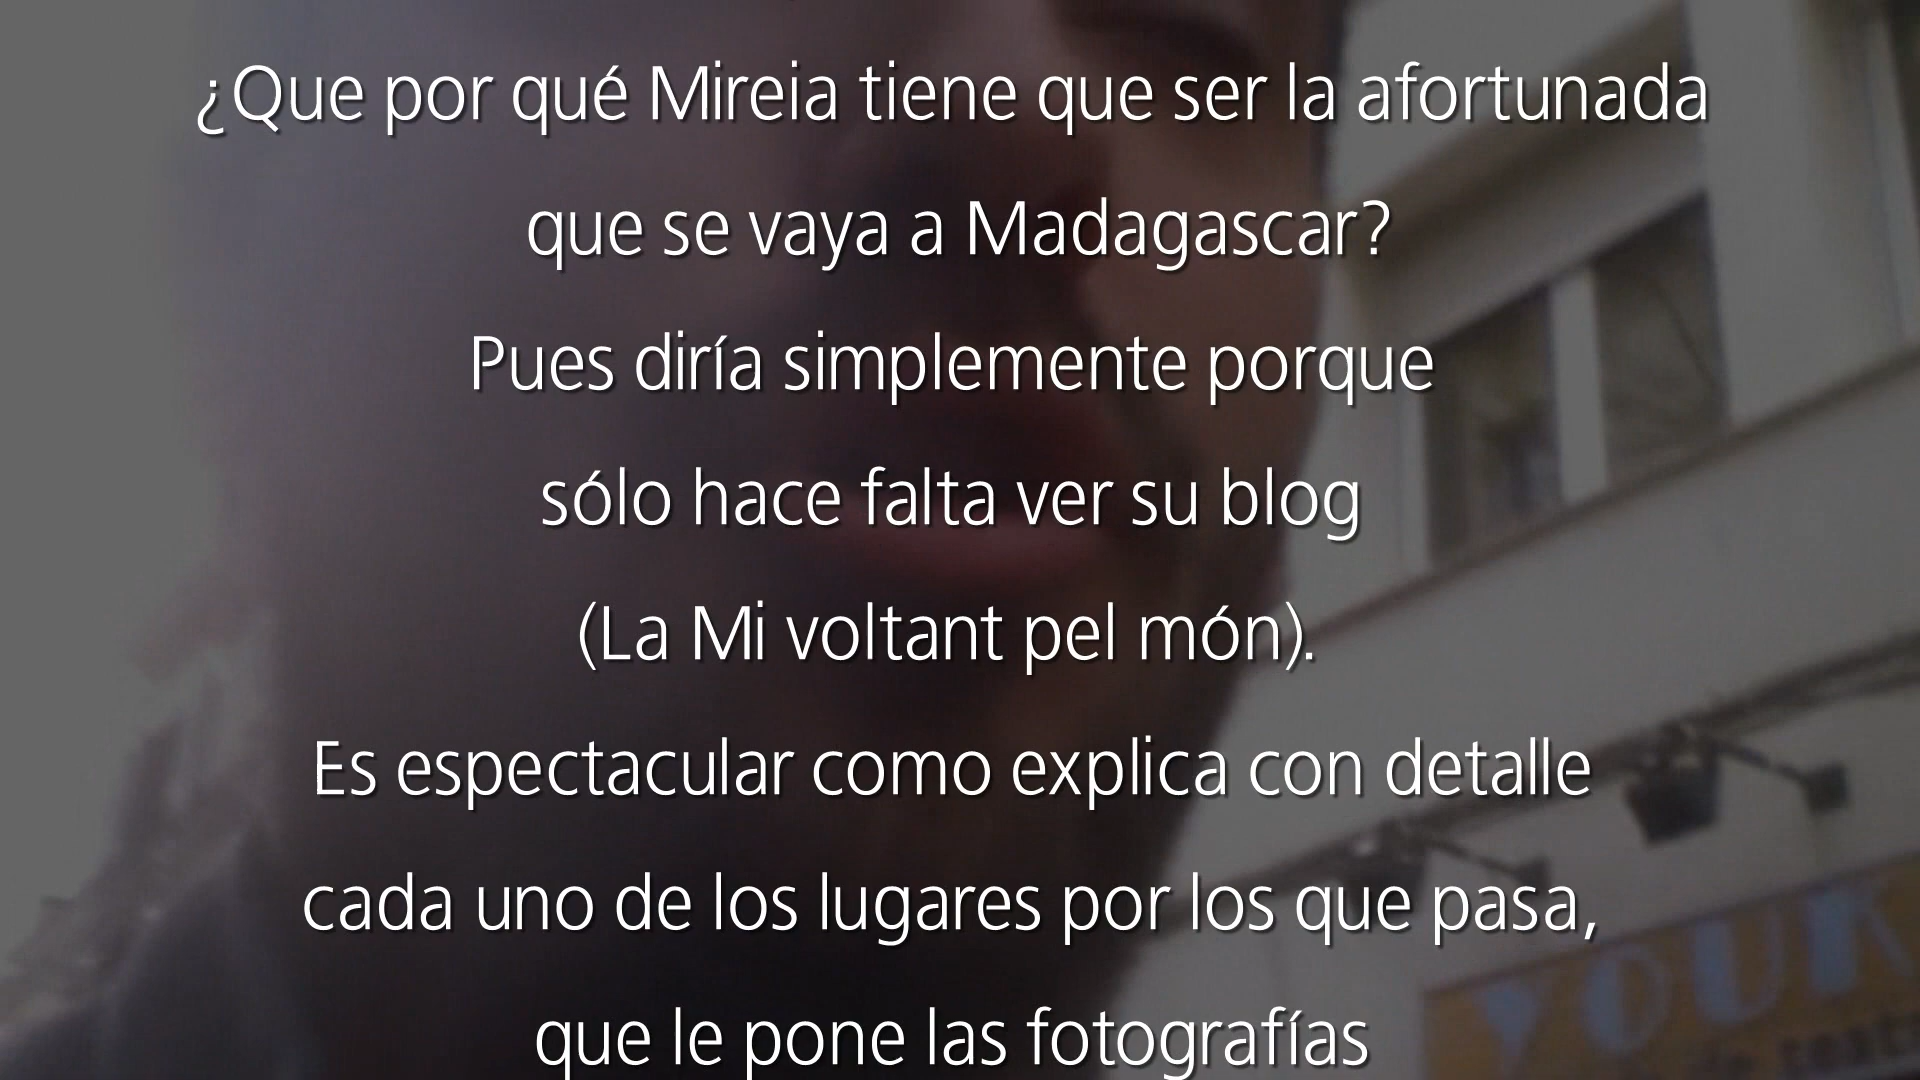 ¿Que por qué Mireia tiene que ser la afortunada
que se vaya a Madagascar?
Pues diría simplemente porque
sólo hace falta ver su blog
(La Mi voltant pel món).
Es espectacular como explica con detalle
cada uno de los lugares por los que pasa,
que le pone las fotografías
YOUK